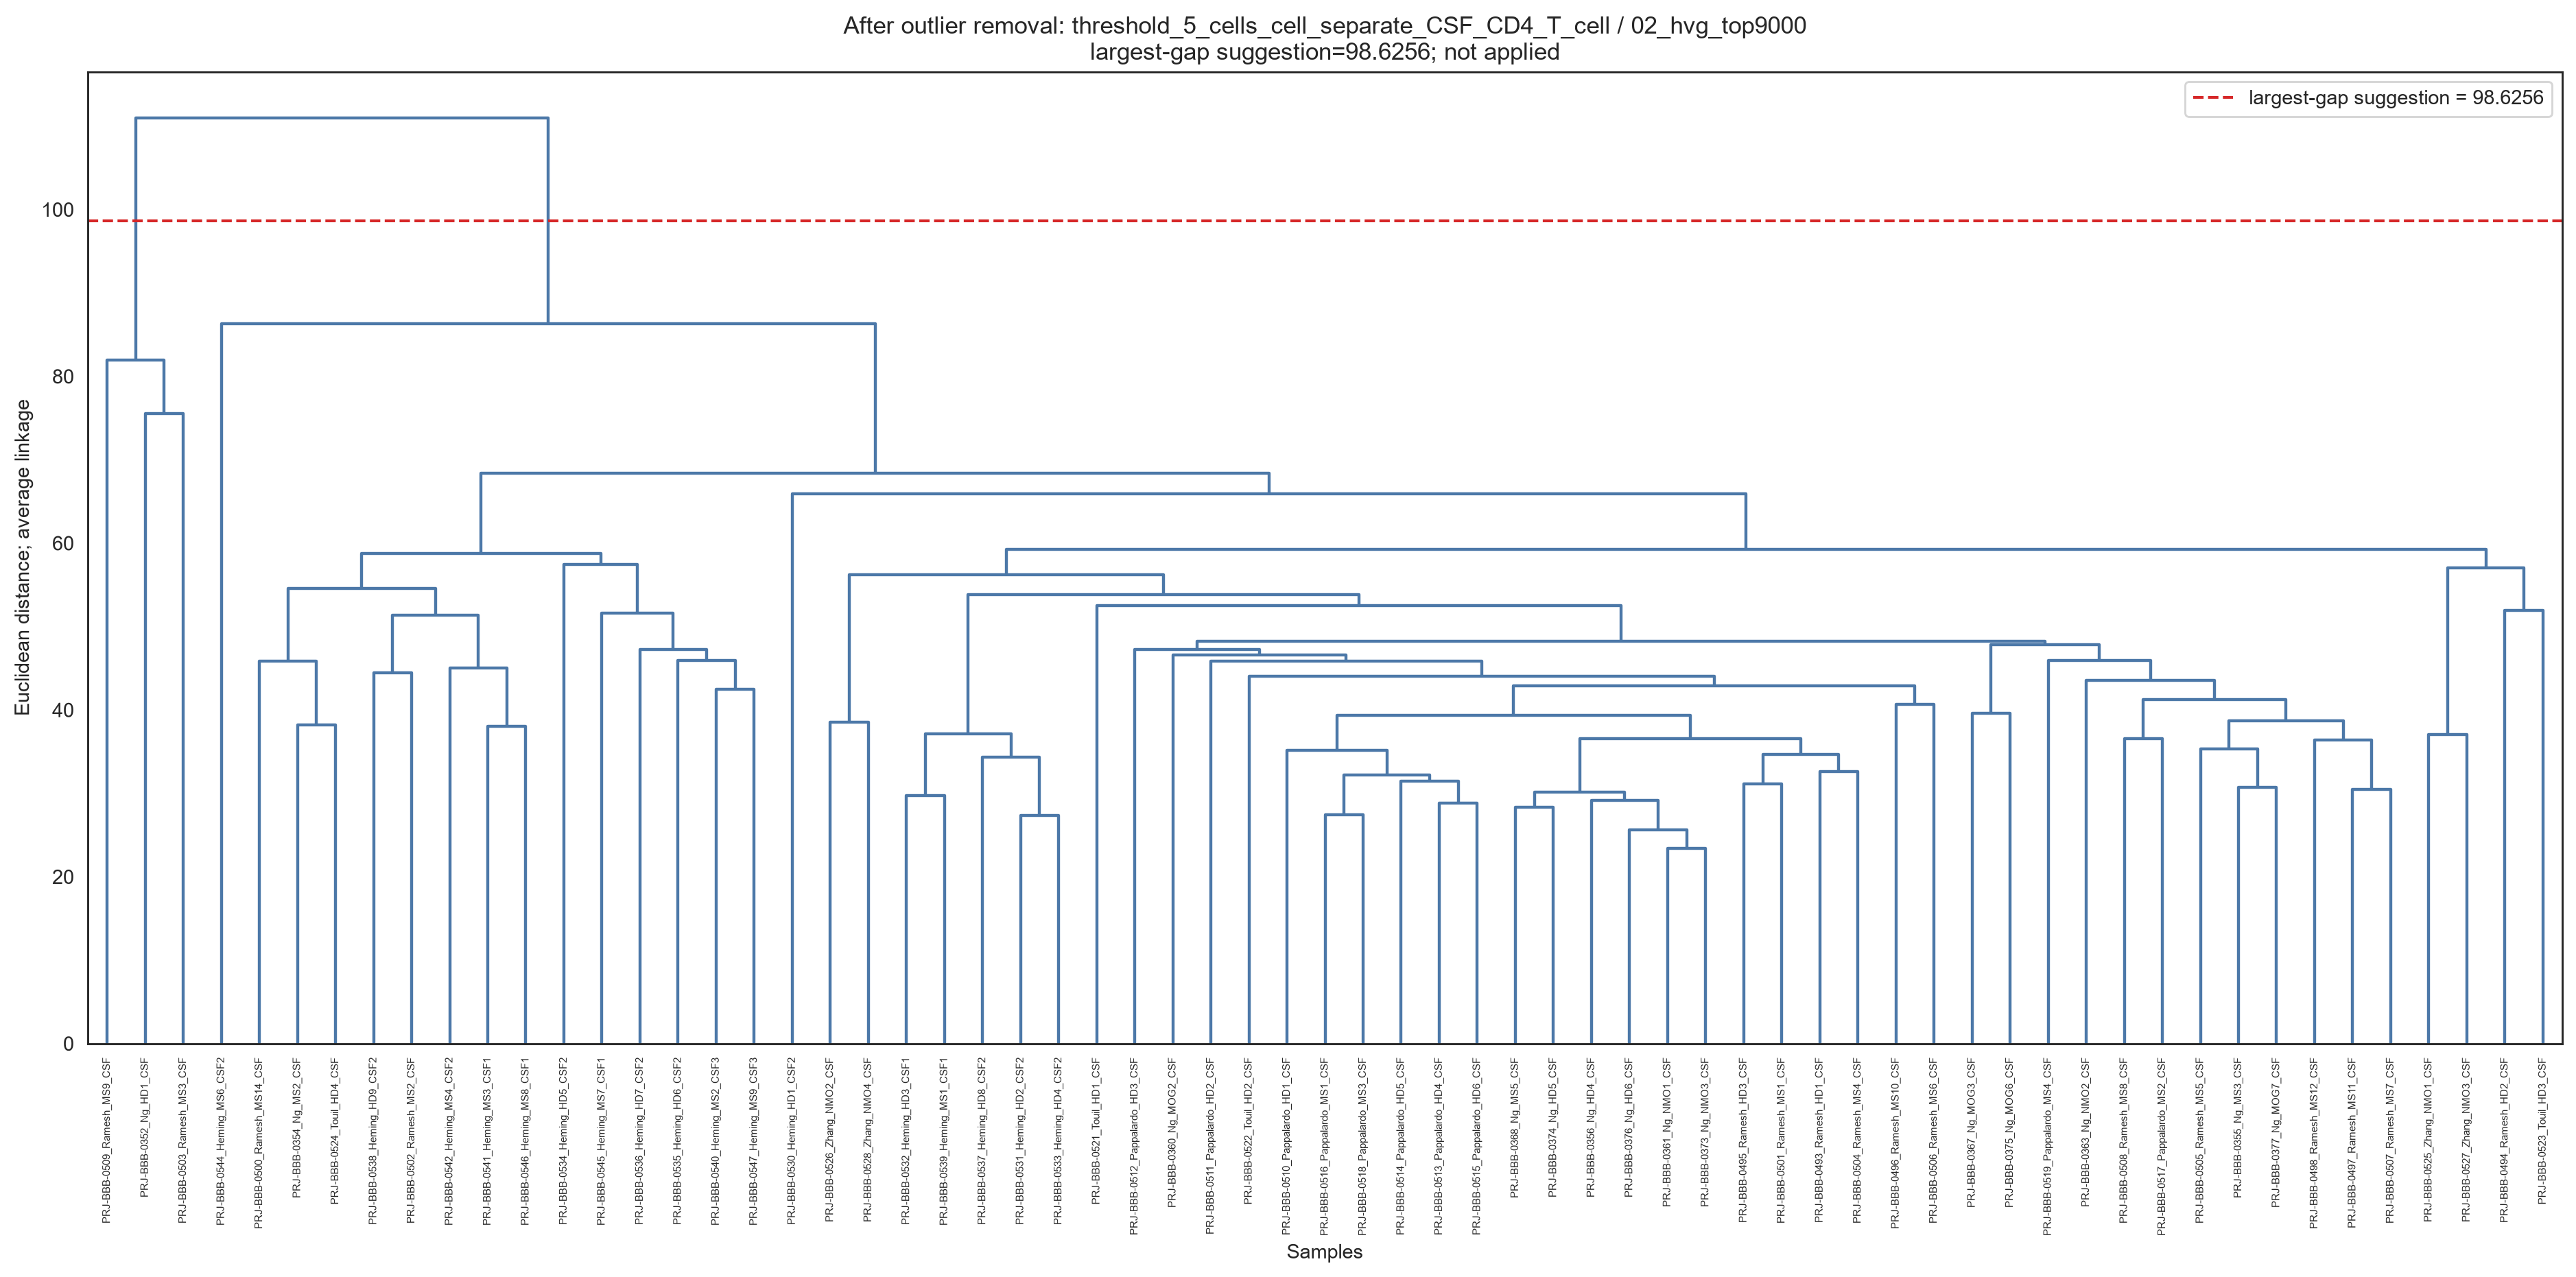 After outlier removal: threshold_5_cells_cell_separate_CSF_CD4_T_cell / 02_hvg_top9000
largest-gap suggestion=98.6256; not applied
largest-gap suggestion = 98.6256
Euclidean distance; average linkage
100
80
60
40
20
0
PRJ-BBB-0509_Ramesh_MS9_CSF
PRJ-BBB-0352_Ng_HD1_CSF
PRJ-BBB-0503_Ramesh_MS3_CSF
PRJ-BBB-0544_Heming_MS6_CSF2
PRJ-BBB-0500_Ramesh_MS14_CSF
PRJ-BBB-0354_Ng_MS2_CSF
PRJ-BBB-0524_Touil_HD4_CSF
PRJ-BBB-0538_Heming_HD9_CSF2
PRJ-BBB-0502_Ramesh_MS2_CSF
PRJ-BBB-0542_Heming_MS4_CSF2
PRJ-BBB-0541_Heming_MS3_CSF1
PRJ-BBB-0546_Heming_MS8_CSF1
PRJ-BBB-0534_Heming_HD5_CSF2
PRJ-BBB-0545_Heming_MS7_CSF1
PRJ-BBB-0536_Heming_HD7_CSF2
PRJ-BBB-0535_Heming_HD6_CSF2
PRJ-BBB-0540_Heming_MS2_CSF3
PRJ-BBB-0547_Heming_MS9_CSF3
PRJ-BBB-0530_Heming_HD1_CSF2
PRJ-BBB-0526_Zhang_NMO2_CSF
PRJ-BBB-0528_Zhang_NMO4_CSF
PRJ-BBB-0532_Heming_HD3_CSF1
PRJ-BBB-0539_Heming_MS1_CSF1
PRJ-BBB-0537_Heming_HD8_CSF2
PRJ-BBB-0531_Heming_HD2_CSF2
PRJ-BBB-0533_Heming_HD4_CSF2
PRJ-BBB-0521_Touil_HD1_CSF
PRJ-BBB-0512_Pappalardo_HD3_CSF
PRJ-BBB-0360_Ng_MOG2_CSF
PRJ-BBB-0511_Pappalardo_HD2_CSF
PRJ-BBB-0522_Touil_HD2_CSF
PRJ-BBB-0510_Pappalardo_HD1_CSF
PRJ-BBB-0516_Pappalardo_MS1_CSF
PRJ-BBB-0518_Pappalardo_MS3_CSF
PRJ-BBB-0514_Pappalardo_HD5_CSF
PRJ-BBB-0513_Pappalardo_HD4_CSF
PRJ-BBB-0515_Pappalardo_HD6_CSF
PRJ-BBB-0368_Ng_MS5_CSF
PRJ-BBB-0374_Ng_HD5_CSF
PRJ-BBB-0356_Ng_HD4_CSF
PRJ-BBB-0376_Ng_HD6_CSF
PRJ-BBB-0361_Ng_NMO1_CSF
PRJ-BBB-0373_Ng_NMO3_CSF
PRJ-BBB-0495_Ramesh_HD3_CSF
PRJ-BBB-0501_Ramesh_MS1_CSF
PRJ-BBB-0493_Ramesh_HD1_CSF
PRJ-BBB-0504_Ramesh_MS4_CSF
PRJ-BBB-0496_Ramesh_MS10_CSF
PRJ-BBB-0506_Ramesh_MS6_CSF
PRJ-BBB-0367_Ng_MOG3_CSF
PRJ-BBB-0375_Ng_MOG6_CSF
PRJ-BBB-0519_Pappalardo_MS4_CSF
PRJ-BBB-0363_Ng_NMO2_CSF
PRJ-BBB-0508_Ramesh_MS8_CSF
PRJ-BBB-0517_Pappalardo_MS2_CSF
PRJ-BBB-0505_Ramesh_MS5_CSF
PRJ-BBB-0355_Ng_MS3_CSF
PRJ-BBB-0377_Ng_MOG7_CSF
PRJ-BBB-0498_Ramesh_MS12_CSF
PRJ-BBB-0497_Ramesh_MS11_CSF
PRJ-BBB-0507_Ramesh_MS7_CSF
PRJ-BBB-0525_Zhang_NMO1_CSF
PRJ-BBB-0527_Zhang_NMO3_CSF
PRJ-BBB-0494_Ramesh_HD2_CSF
PRJ-BBB-0523_Touil_HD3_CSF
Samples